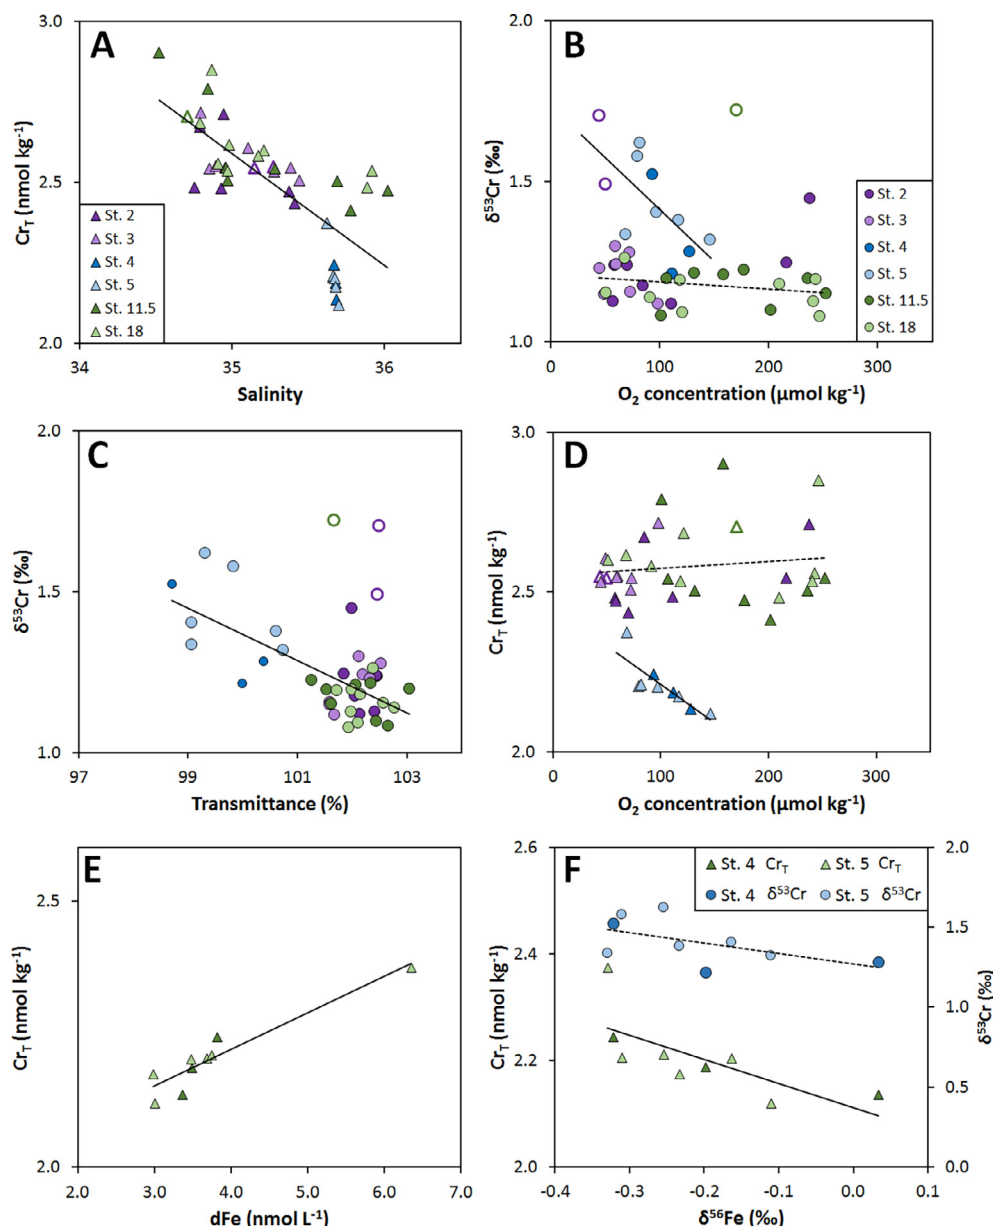 A
3.0
2.5
2.0
Cr_T (nmol kg⁻¹)
St. 2
St. 3
St. 4
St. 5
St. 11.5
St. 18
34
35
36
Salinity
B
2.0
1.5
1.0
δ⁵³Cr (‰)
St. 2
St. 3
St. 4
St. 5
St. 11.5
St. 18
0
100
200
300
O₂ concentration (µmol kg⁻¹)
C
2.0
1.5
1.0
δ⁵³Cr (‰)
97
99
101
103
Transmittance (%)
D
3.0
2.5
2.0
Cr_T (nmol kg⁻¹)
0
100
200
300
O₂ concentration (µmol kg⁻¹)
E
2.5
2.0
Cr_T (nmol kg⁻¹)
2.0
3.0
4.0
5.0
6.0
7.0
dFe (nmol L⁻¹)
F
St. 4 Cr_T
St. 5 Cr_T
St. 4 δ⁵³Cr
St. 5 δ⁵³Cr
2.6
2.4
2.2
2.0
Cr_T (nmol kg⁻¹)
2.0
1.5
1.0
0.5
0.0
δ⁵³Cr (‰)
-0.4
-0.3
-0.2
-0.1
0.0
0.1
δ⁵⁶Fe (‰)